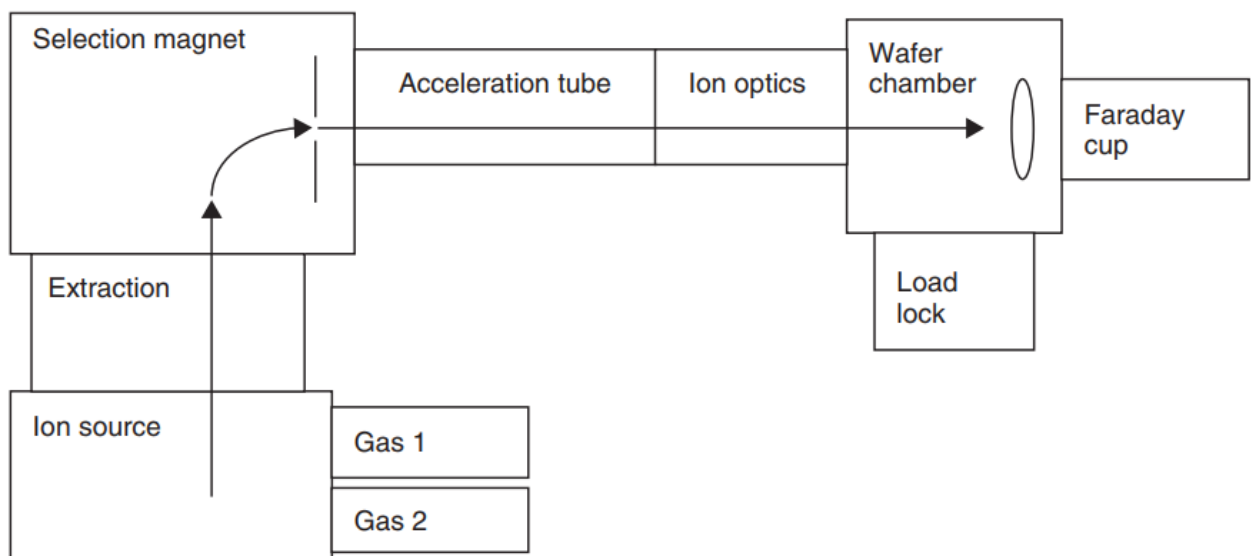 Selection magnet
Acceleration tube
Ion optics
Wafer
chamber
Faraday
cup
Extraction
Load
lock
Ion source
Gas 1
Gas 2